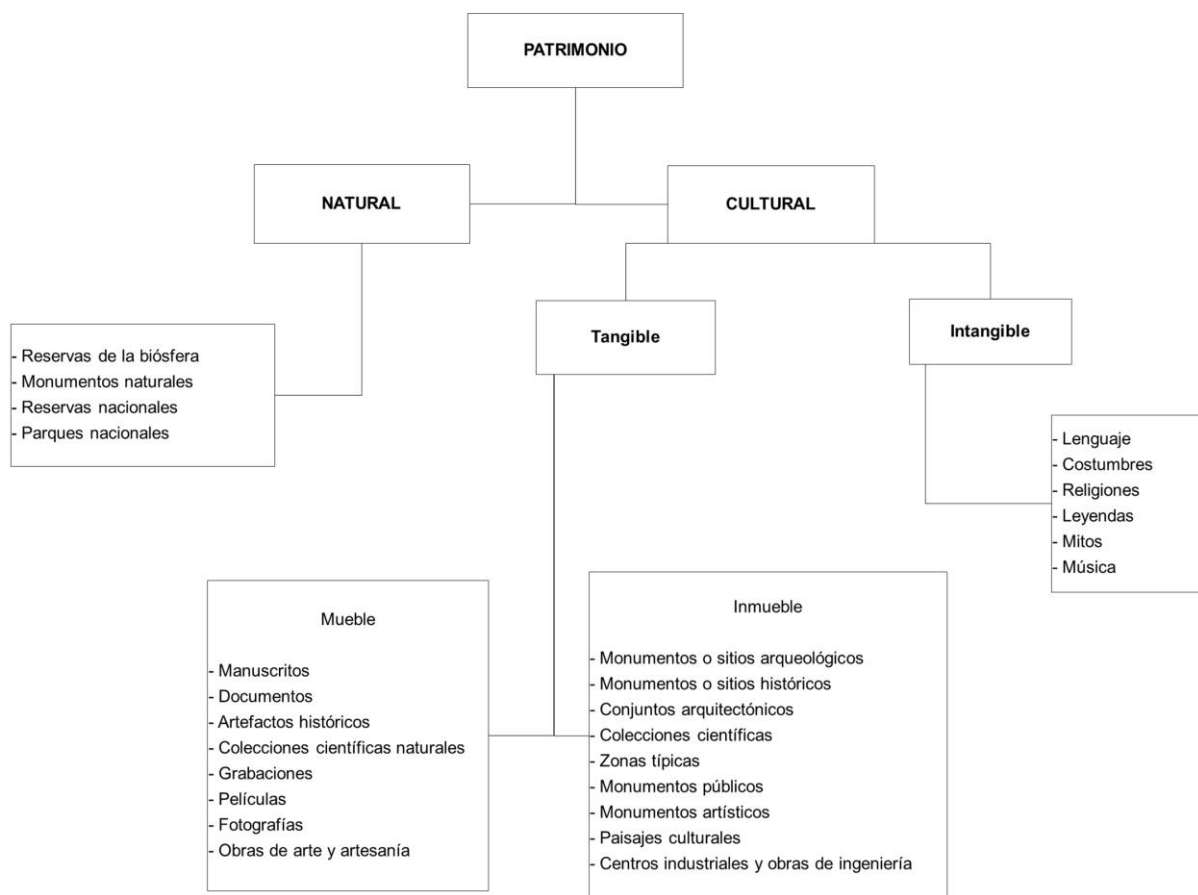 PATRIMONIO
NATURAL
CULTURAL
Tangible
Intangible
- Reservas de la biósfera
- Monumentos naturales
- Reservas nacionales
- Parques nacionales
- Lenguaje
- Costumbres
- Religiones
- Leyendas
- Mitos
- Música
Mueble
- Manuscritos
- Documentos
- Artefactos históricos
- Colecciones científicas naturales
- Grabaciones
- Películas
- Fotografías
- Obras de arte y artesanía
Inmueble
- Monumentos o sitios arqueológicos
- Monumentos o sitios históricos
- Conjuntos arquitectónicos
- Colecciones científicas
- Zonas típicas
- Monumentos públicos
- Monumentos artísticos
- Paisajes culturales
- Centros industriales y obras de ingeniería